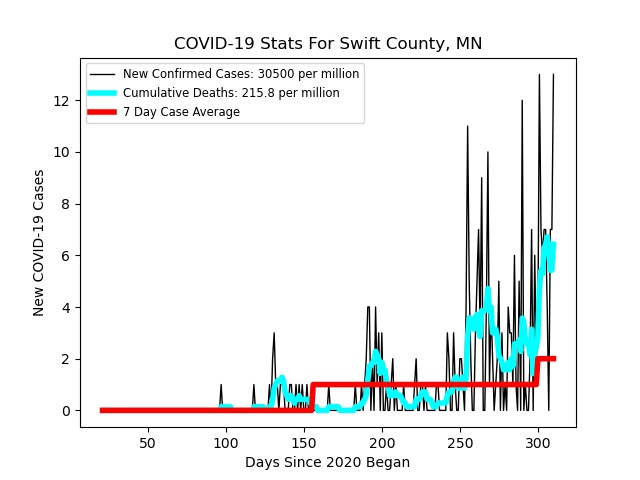 COVID-19 Stats For Swift County, MN
New Confirmed Cases: 30500 per million
Cumulative Deaths: 215.8 per million
7 Day Case Average
New COVID-19 Cases
12
10
8
6
4
2
0
50 100 150 200 250 300
Days Since 2020 Began